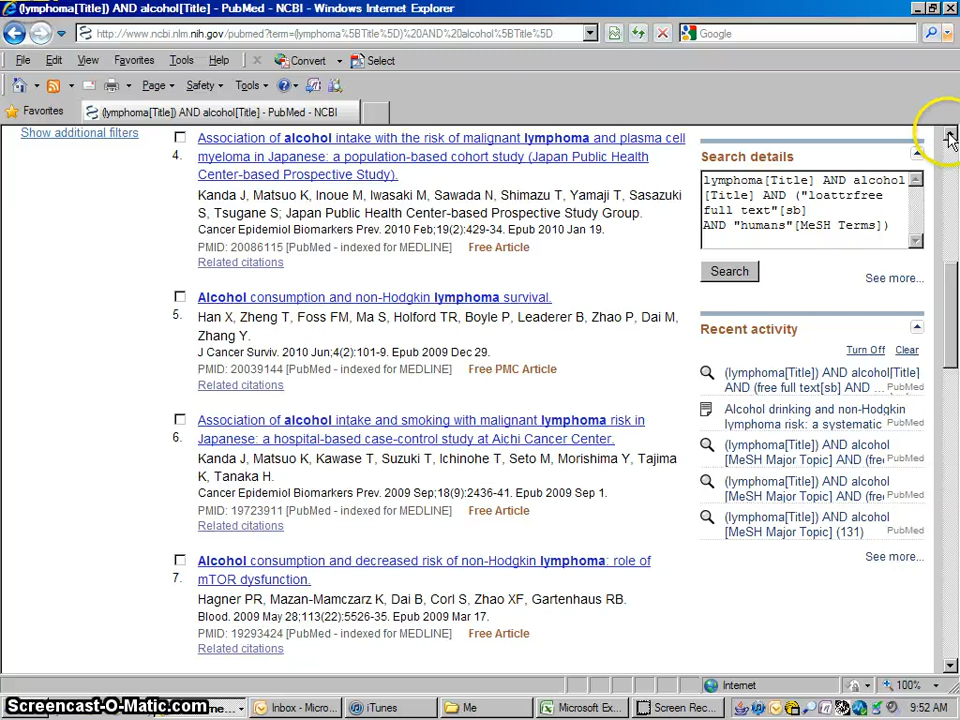 (lymphoma[Title]) AND alcohol[Title] - PubMed - NCBI - Windows Internet Explorer
http://www.ncbi.nlm.nih.gov/pubmed?term=(lymphoma%5BTitle%5D)%20AND%20alcohol%5BTitle%5D
Google
File Edit View Favorites Tools Help
Convert
Select
Page Safety Tools
Favorites
(lymphoma[Title]) AND alcohol[Title] - PubMed - NCBI
Show additional filters
4.
Association of alcohol intake with the risk of malignant lymphoma and plasma cell
myeloma in Japanese: a population-based cohort study (Japan Public Health
Center-based Prospective Study).
Kanda J, Matsuo K, Inoue M, Iwasaki M, Sawada N, Shimazu T, Yamaji T, Sasazuki
S, Tsugane S; Japan Public Health Center-based Prospective Study Group.
Cancer Epidemiol Biomarkers Prev. 2010 Feb;19(2):429-34. Epub 2010 Jan 19.
PMID: 20086115 [PubMed - indexed for MEDLINE] Free Article
Related citations
5.
Alcohol consumption and non-Hodgkin lymphoma survival.
Han X, Zheng T, Foss FM, Ma S, Holford TR, Boyle P, Leaderer B, Zhao P, Dai M,
Zhang Y.
J Cancer Surviv. 2010 Jun;4(2):101-9. Epub 2009 Dec 29.
PMID: 20039144 [PubMed - indexed for MEDLINE] Free PMC Article
Related citations
6.
Association of alcohol intake and smoking with malignant lymphoma risk in
Japanese: a hospital-based case-control study at Aichi Cancer Center.
Kanda J, Matsuo K, Kawase T, Suzuki T, Ichinohe T, Seto M, Morishima Y, Tajima
K, Tanaka H.
Cancer Epidemiol Biomarkers Prev. 2009 Sep;18(9):2436-41. Epub 2009 Sep 1.
PMID: 19723911 [PubMed - indexed for MEDLINE] Free Article
Related citations
7.
Alcohol consumption and decreased risk of non-Hodgkin lymphoma: role of
mTOR dysfunction.
Hagner PR, Mazan-Mamczarz K, Dai B, Corl S, Zhao XF, Gartenhaus RB.
Blood. 2009 May 28;113(22):5526-35. Epub 2009 Mar 17.
PMID: 19293424 [PubMed - indexed for MEDLINE] Free Article
Related citations
Search details
lymphoma[Title] AND alcohol
[Title] AND ("loattrfree
full text"[sb]
AND "humans"[MeSH Terms])
Search
See more...
Recent activity
Turn Off Clear
(lymphoma[Title]) AND alcohol[Title]
AND (free full text[sb] AND ... PubMed
Alcohol drinking and non-Hodgkin
lymphoma risk: a systematic PubMed
(lymphoma[Title]) AND alcohol
[MeSH Major Topic] AND (free PubMed
(lymphoma[Title]) AND alcohol
[MeSH Major Topic] AND (free PubMed
(lymphoma[Title]) AND alcohol
[MeSH Major Topic] (131) PubMed
See more...
Internet
100%
Screencast-O-Matic.com
Inbox - Micro...
iTunes
Me
Microsoft Ex...
Screen Rec...
9:52 AM